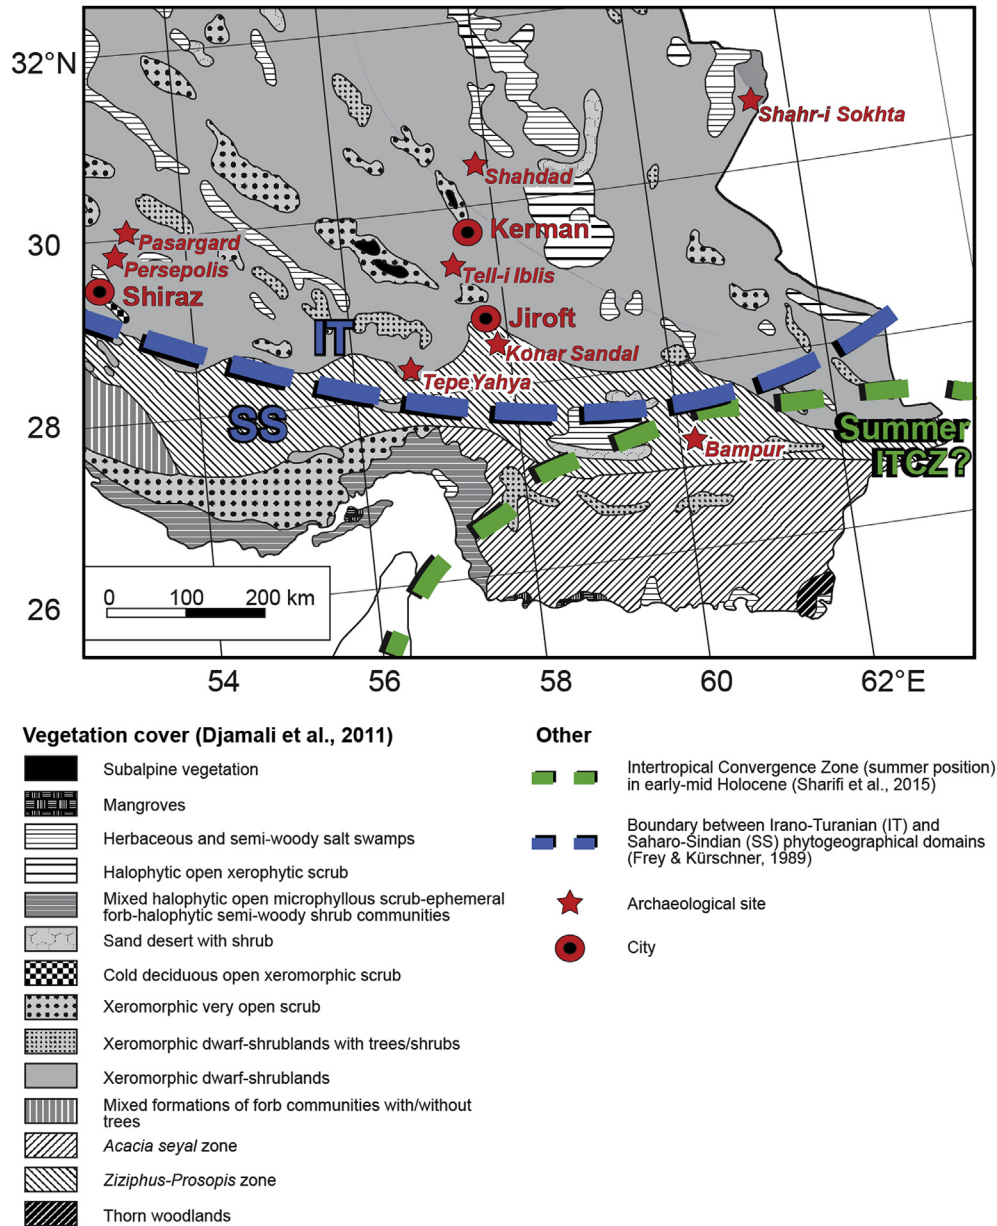 32°N
Shahr-i Sokhta
Shahdad
30
Kerman
Pasargard
Persepolis
Tell-i Iblis
Shiraz
Jiroft
IT
Konar Sandal
TepeYahya
28
SS
Summer
ITCZ?
Bampur
0 100 200 km
26
54 56 58 60 62°E
Vegetation cover (Djamali et al., 2011)
Subalpine vegetation
Mangroves
Herbaceous and semi-woody salt swamps
Halophytic open xerophytic scrub
Mixed halophytic open microphyllous scrub-ephemeral
forb-halophytic semi-woody shrub communities
Sand desert with shrub
Cold deciduous open xeromorphic scrub
Xeromorphic very open scrub
Xeromorphic dwarf-shrublands with trees/shrubs
Xeromorphic dwarf-shrublands
Mixed formations of forb communities with/without
trees
Acacia seyal zone
Ziziphus-Prosopis zone
Thorn woodlands
Other
Intertropical Convergence Zone (summer position)
in early-mid Holocene (Sharifi et al., 2015)
Boundary between Irano-Turanian (IT) and
Saharo-Sindian (SS) phytogeographical domains
(Frey & Kürschner, 1989)
Archaeological site
City